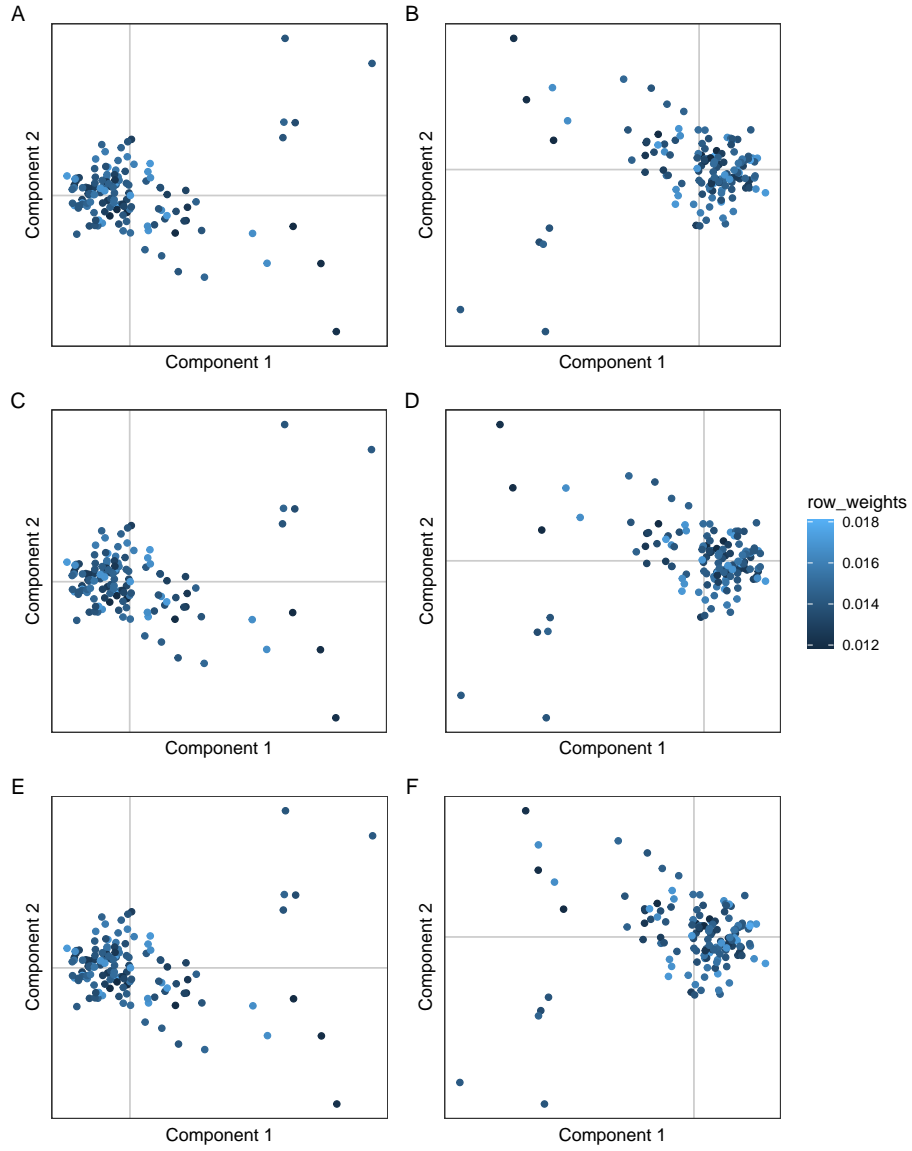 A
B
Component 2
Component 2
Component 1
Component 1
C
D
Component 2
Component 2
row_weights
0.018
0.016
0.014
0.012
Component 1
Component 1
E
F
Component 2
Component 2
Component 1
Component 1